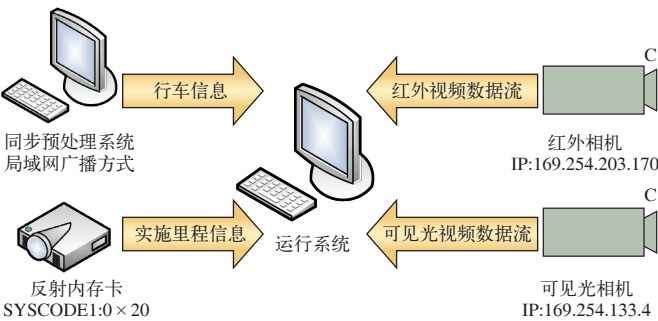 C
行车信息
红外视频数据流
同步预处理系统
局域网广播方式
红外相机
IP:169.254.203.170
C
实施里程信息
运行系统
可见光视频数据流
反射内存卡
SYSCODE1:0×20
可见光相机
IP:169.254.133.4